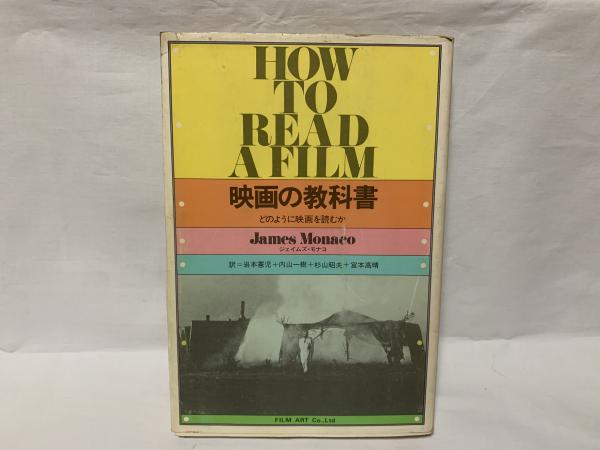 HOW
TO
READ
A FILM
映画の教科書
どのように映画を読むか
James Monaco
ジェイムズ・モナコ
訳=岩本憲児+内山一樹+杉山昭夫+宮本高晴
FILM ART Co.,Ltd